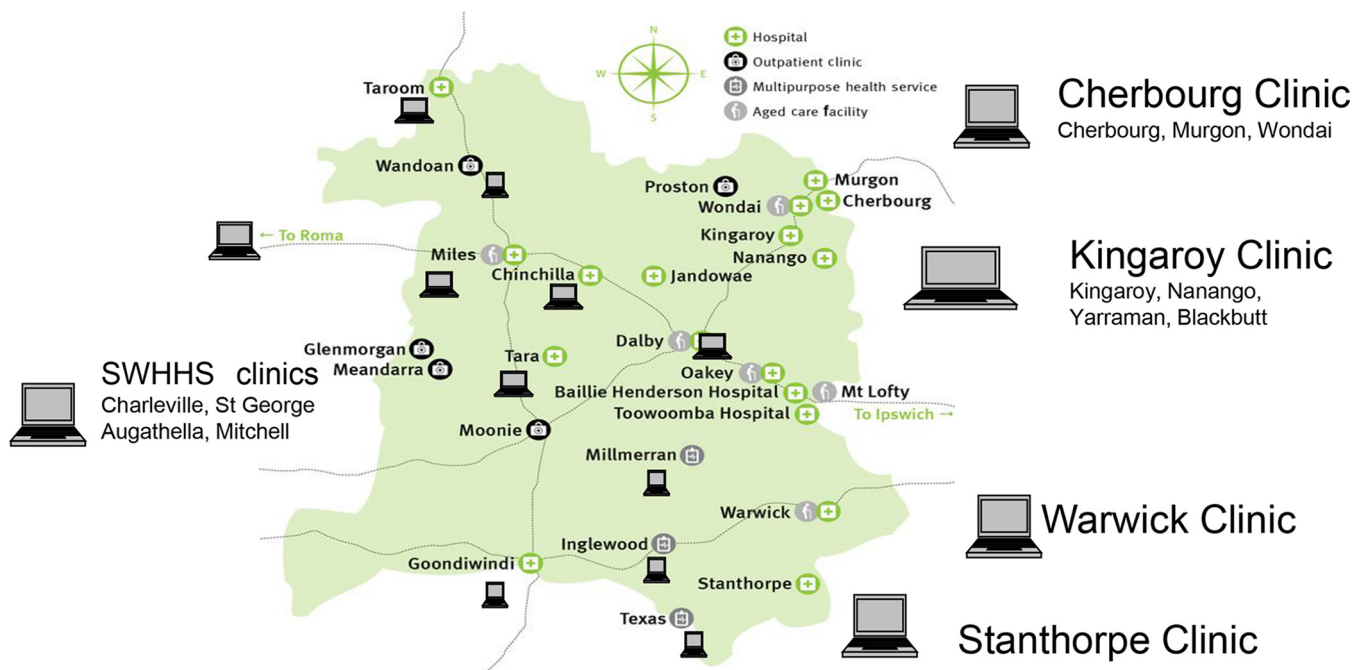 N
W
E
S
Hospital
Outpatient clinic
Multipurpose health service
Aged care facility
Cherbourg Clinic
Cherbourg, Murgon, Wondai
Taroom
Wandoan
Proston
Murgon
Wondai
Cherbourg
← To Roma
Kingaroy
Miles
Nanango
Chinchilla
Jandowae
Kingaroy Clinic
Kingaroy, Nanango,
Yarraman, Blackbutt
Dalby
Glenmorgan
Tara
Meandarra
Oakey
SWHHS clinics
Charleville, St George
Augathella, Mitchell
Baillie Henderson Hospital
Mt Lofty
Toowoomba Hospital
To Ipswich →
Moonie
Millmerran
Warwick
Warwick Clinic
Inglewood
Goondiwindi
Stanthorpe
Texas
Stanthorpe Clinic